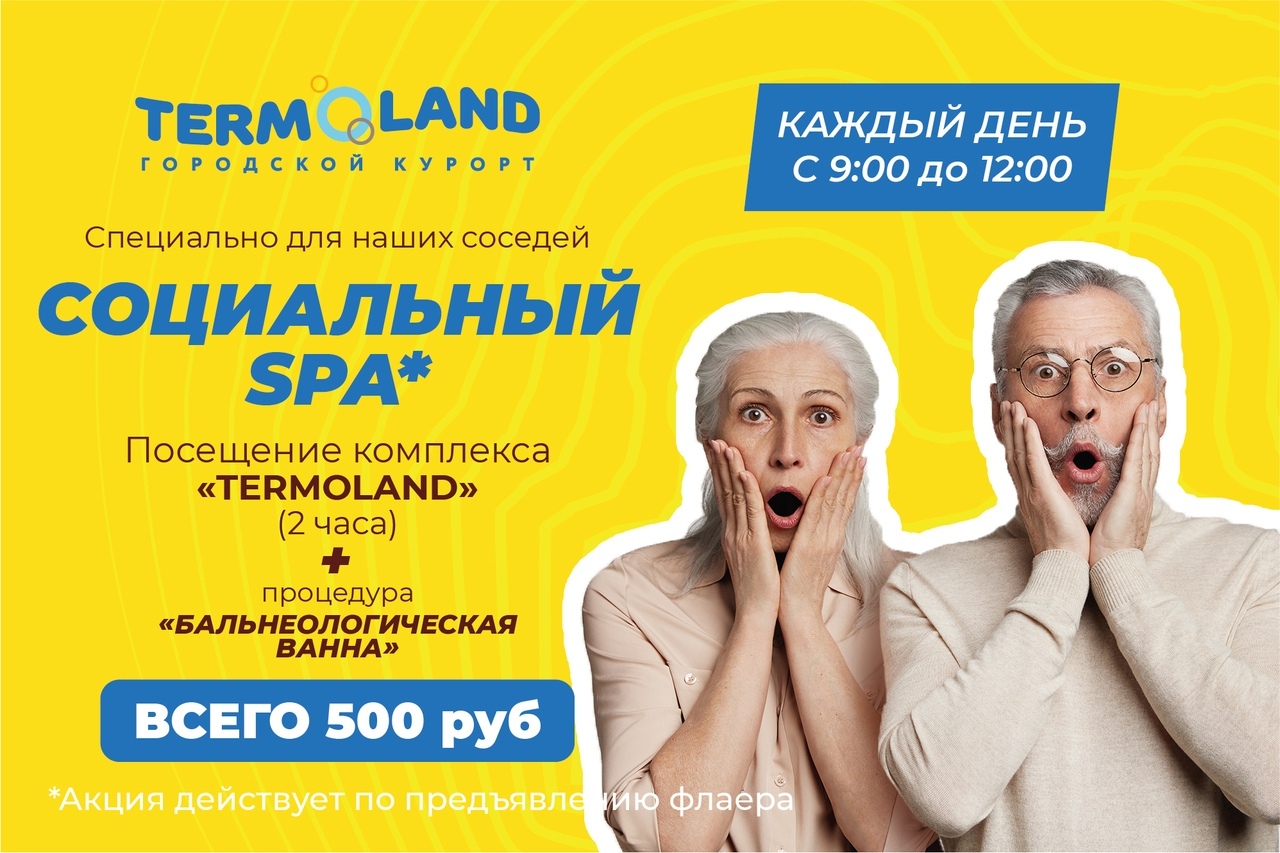 TERMOLAND
ГОРОДСКОЙ КУРОРТ
КАЖДЫЙ ДЕНЬ
С 9:00 до 12:00
Специально для наших соседей
СОЦИАЛЬНЫЙ
SPA*
Посещение комплекса
«TERMOLAND»
(2 часа)
+
процедура
«БАЛЬНЕОЛОГИЧЕСКАЯ
ВАННА»
ВСЕГО 500 руб
*Акция действует по предъявлению флаера